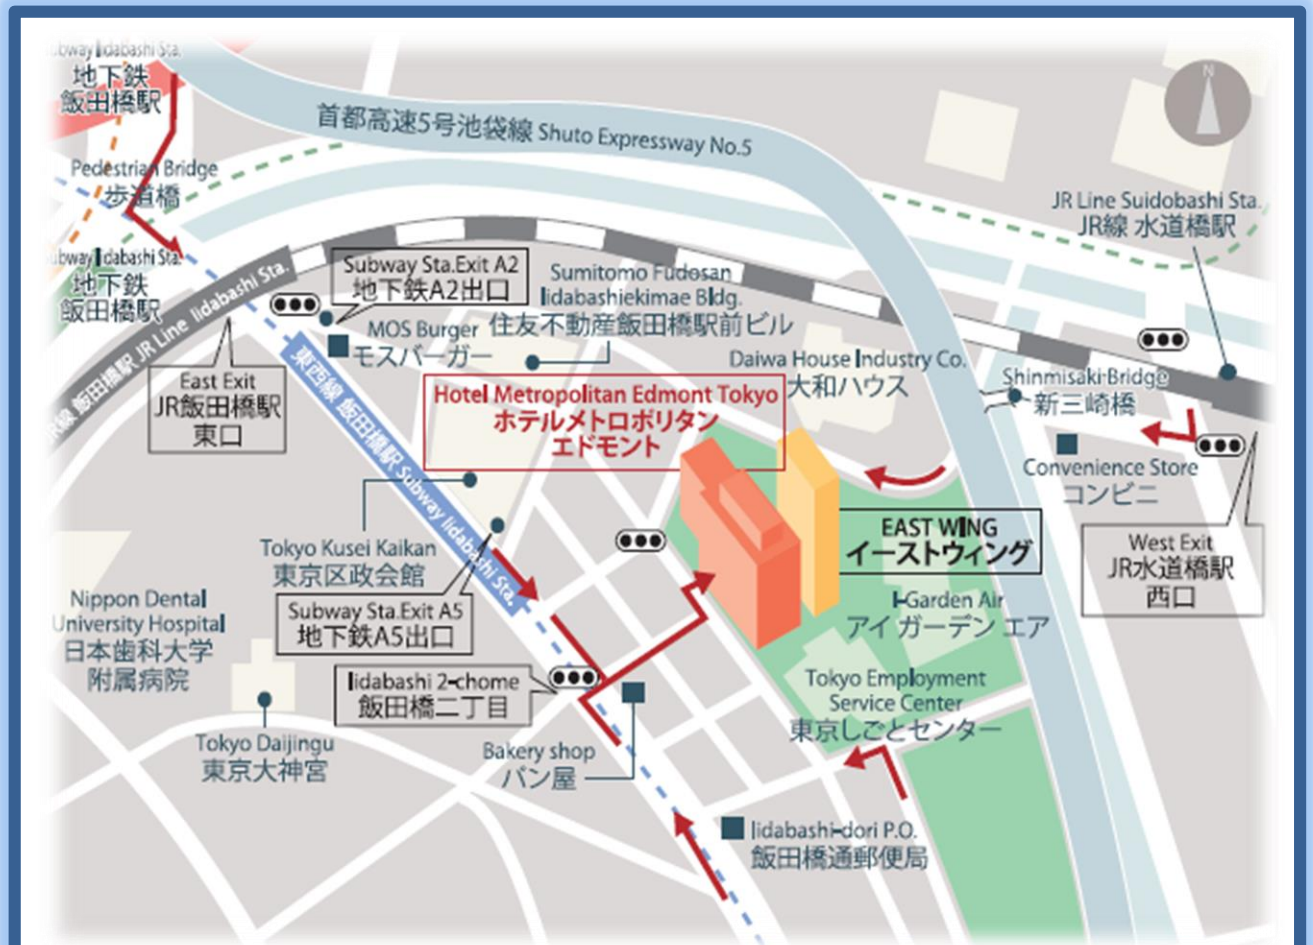 Subway Iidabashi Sta.
地下鉄
飯田橋駅
首都高速5号池袋線 Shuto Expressway No.5
N
Pedestrian Bridge
歩道橋
JR Line Suidobashi Sta.
JR線 水道橋駅
Subway Iidabashi Sta.
地下鉄
飯田橋駅
Subway Sta.Exit A2
地下鉄A2出口
Sumitomo Fudosan
Iidabashiekimae Bldg.
住友不動産飯田橋駅前ビル
MOS Burger
モスバーガー
JR線 飯田橋駅 JR Line Iidabashi Sta.
East Exit
JR飯田橋駅
東口
東西線 飯田橋駅 Subway Iidabashi Sta.
Daiwa House Industry Co.
大和ハウス
Hotel Metropolitan Edmont Tokyo
ホテルメトロポリタン
エドモント
Shinmisaki-Bridge
新三崎橋
Convenience Store
コンビニ
EAST WING
イーストウィング
West Exit
JR水道橋駅
西口
Tokyo Kusei Kaikan
東京区政会館
Subway Sta.Exit A5
地下鉄A5出口
I-Garden Air
アイ ガーデン エア
Nippon Dental
University Hospital
日本歯科大学
附属病院
Iidabashi 2-chome
飯田橋二丁目
Tokyo Employment
Service Center
東京しごとセンター
Tokyo Daijingu
東京大神宮
Bakery shop
パン屋
Iidabashi-dori P.O.
飯田橋通郵便局